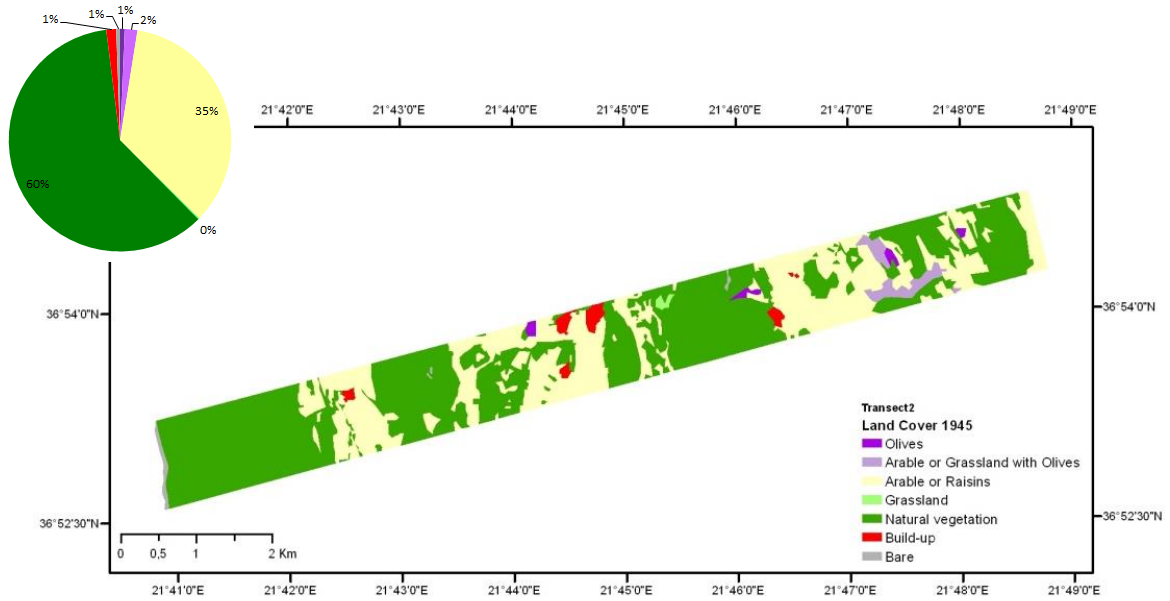 1% 1% 1% 2%
35%
60%
0%
21°42'0"E 21°43'0"E 21°44'0"E 21°45'0"E 21°46'0"E 21°47'0"E 21°48'0"E 21°49'0"E
36°54'0"N 36°54'0"N
Transect2
Land Cover 1945
Olives
Arable or Grassland with Olives
Arable or Raisins
Grassland
Natural vegetation
Build-up
Bare
36°52'30"N 36°52'30"N
0 0.5 1 2 Km
21°41'0"E 21°42'0"E 21°43'0"E 21°44'0"E 21°45'0"E 21°46'0"E 21°47'0"E 21°48'0"E 21°49'0"E